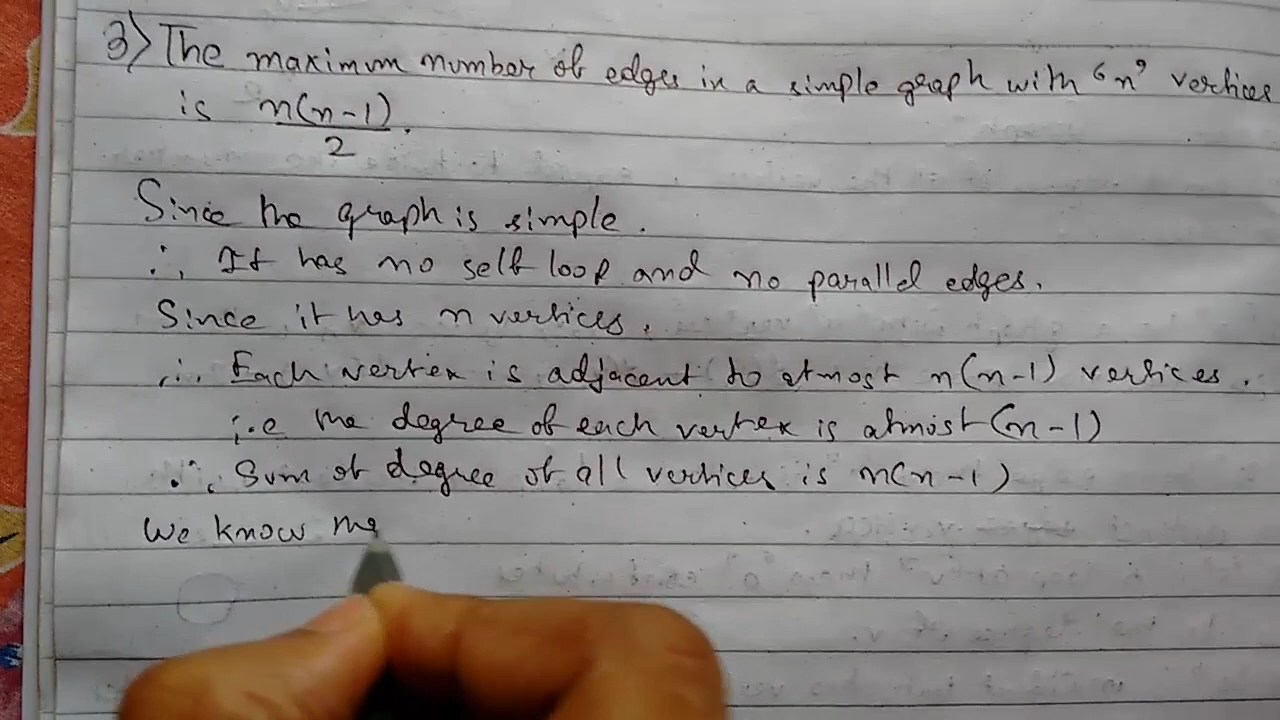 3) The maximum number of edges in a simple graph with 'n' vertices
is n(n-1)/2.
Since the graph is simple.
∴ It has no self loop and no parallel edges.
Since it has n vertices.
∴ Each vertex is adjacent to atmost n(n-1) vertices.
i.e the degree of each vertex is atmost (n-1)
∴ Sum of degree of all vertices is n(n-1)
We know the